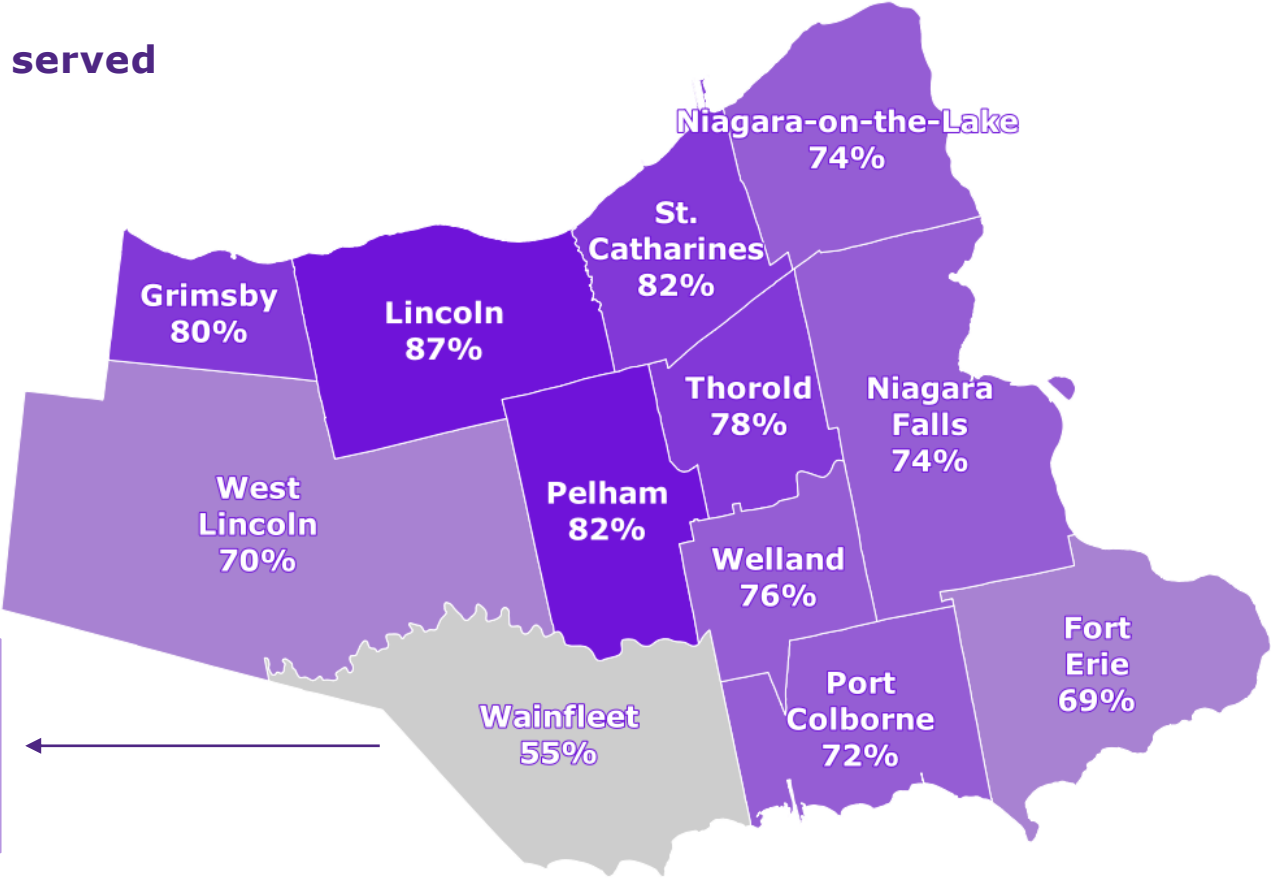 served
Niagara-on-the-Lake
74%
St.
Catharines
82%
Grimsby
80%
Lincoln
87%
Thorold
78%
Niagara
Falls
74%
West
Lincoln
70%
Pelham
82%
Welland
76%
Fort
Erie
69%
Port
Colborne
72%
Wainfleet
55%